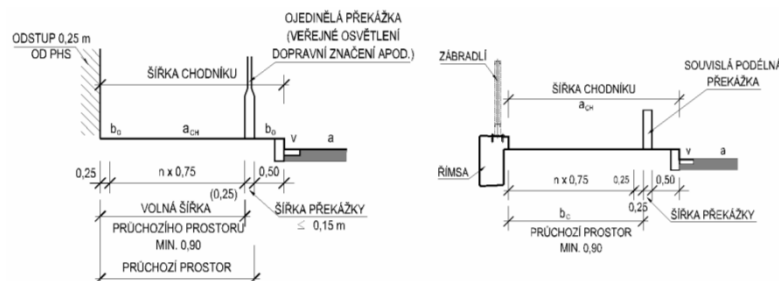 OJEDINĚLÁ PŘEKÁŽKA
(VEŘEJNÉ OSVĚTLENÍ
DOPRAVNÍ ZNAČENÍ APOD.)
ODSTUP 0,25 m
OD PHS
ŠÍŘKA CHODNÍKU
b₀
a_CH
b₀
v
a
0,25
n x 0,75
(0,25)
0,50
VOLNÁ ŠÍŘKA
PRŮCHOZÍHO PROSTORU
MIN. 0,90
ŠÍŘKA PŘEKÁŽKY
≤ 0,15 m
PRŮCHOZÍ PROSTOR
ZÁBRADLÍ
SOUVISLÁ PODÉLNÁ
PŘEKÁŽKA
ŠÍŘKA CHODNÍKU
a_CH
ŘÍMSA
v
a
n x 0,75
0,25
0,50
0,25
b_C
PRŮCHOZÍ PROSTOR
MIN. 0,90
ŠÍŘKA PŘEKÁŽKY